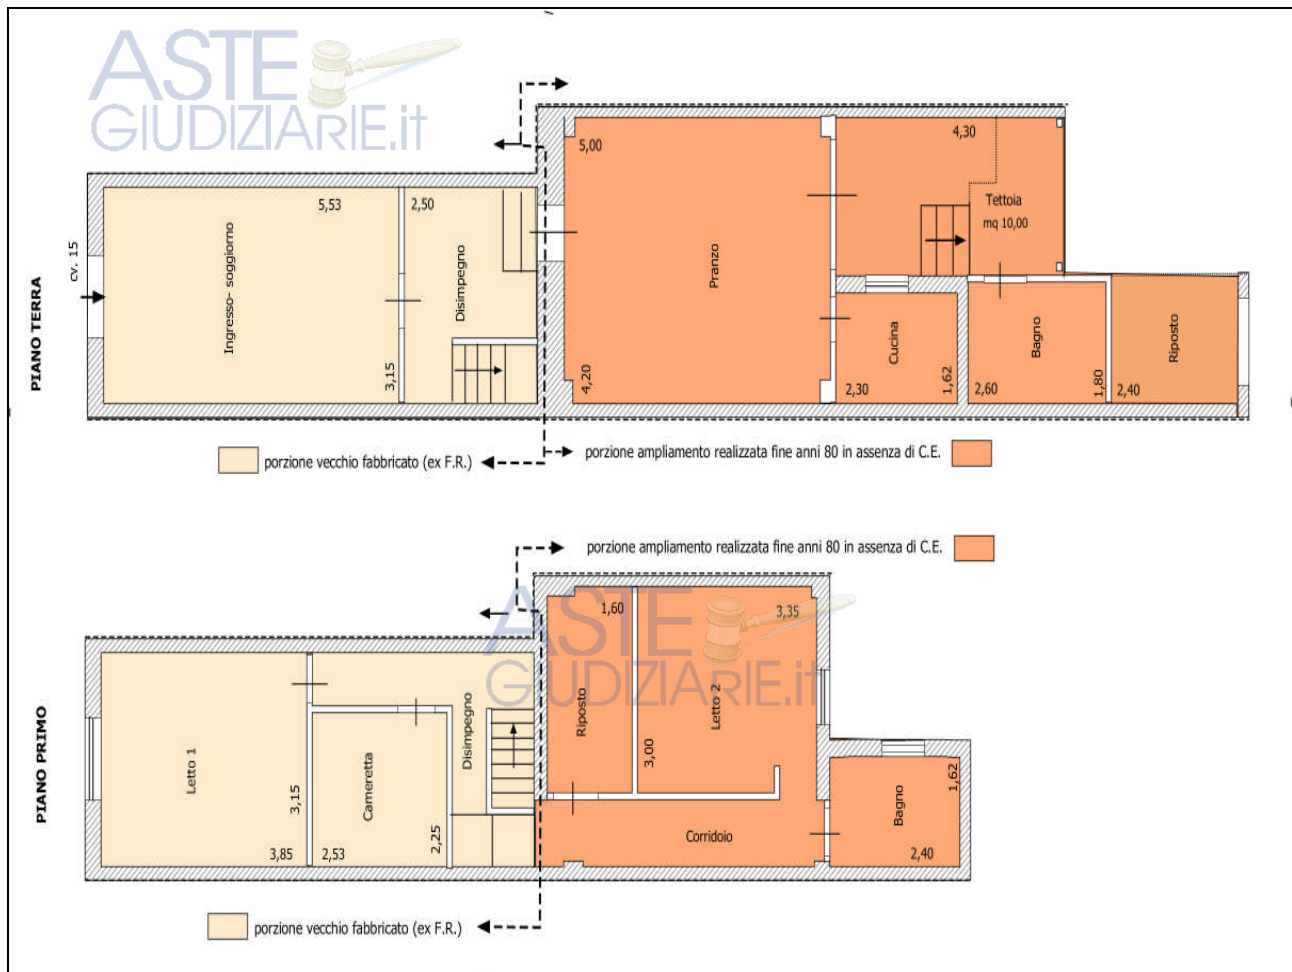 ASTE
GIUDIZIARIE.it
PIANO TERRA
cv. 15
Ingresso- soggiorno
5,53
3,15
2,50
Disimpegno
5,00
4,20
Pranzo
4,30
Tettoia
mq 10,00
Cucina
2,30
1,62
Bagno
2,60
1,80
Riposto
2,40
porzione vecchio fabbricato (ex F.R.)
porzione ampliamento realizzata fine anni 80 in assenza di C.E.
porzione ampliamento realizzata fine anni 80 in assenza di C.E.
ASTE
GIUDIZIARIE.it
PIANO PRIMO
Letto 1
3,15
3,85
Cameretta
2,53
2,25
Disimpegno
1,60
Riposto
3,35
Letto 2
3,00
Corridoio
Bagno
1,62
2,40
porzione vecchio fabbricato (ex F.R.)